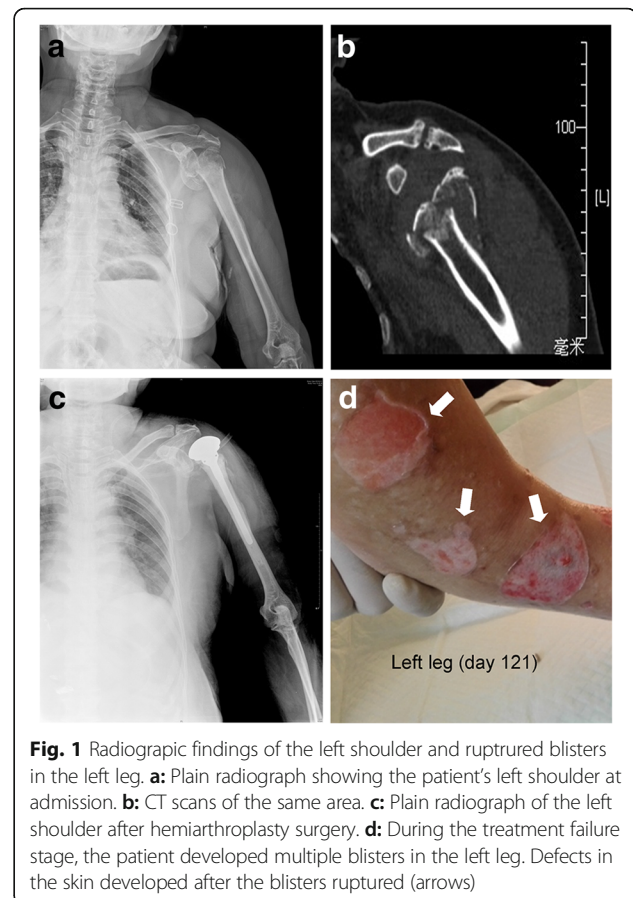 a
b
100
[L]
毫米
c
d
Left leg (day 121)
Fig. 1 Radiograpic findings of the left shoulder and ruptrured blisters
in the left leg. a: Plain radiograph showing the patient's left shoulder at
admission. b: CT scans of the same area. c: Plain radiograph of the left
shoulder after hemiarthroplasty surgery. d: During the treatment failure
stage, the patient developed multiple blisters in the left leg. Defects in
the skin developed after the blisters ruptured (arrows)